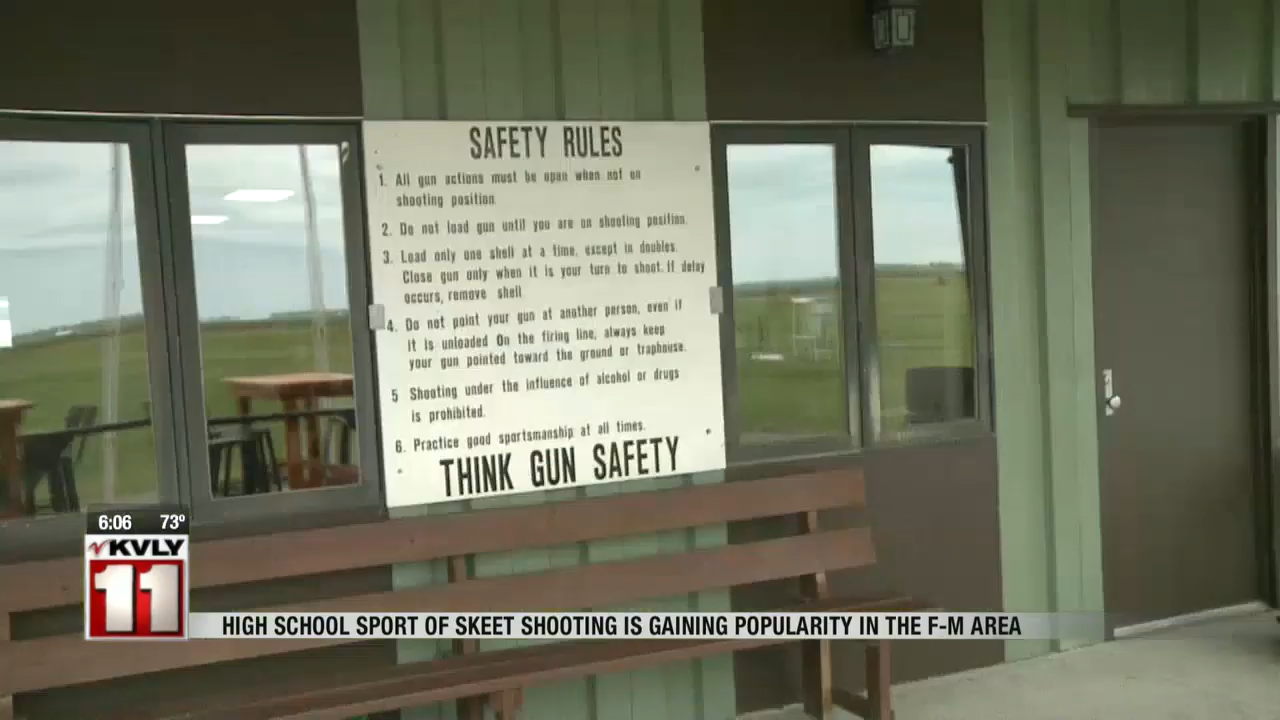 SAFETY RULES
1. All gun actions must be open when not on
shooting position
2. Do not load gun until you are on shooting position.
3. Load only one shell at a time, except in doubles.
Close gun only when it is your turn to shoot. If delay
occurs, remove shell
4. Do not point your gun at another person, even if
it is unloaded On the firing line, always keep
your gun pointed toward the ground or traphouse.
5 Shooting under the influence of alcohol or drugs
is prohibited.
6. Practice good sportsmanship at all times.
THINK GUN SAFETY
6:06 73°
KVLY
11
HIGH SCHOOL SPORT OF SKEET SHOOTING IS GAINING POPULARITY IN THE F-M AREA